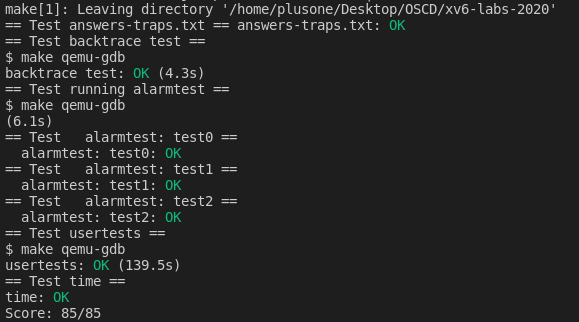 make[1]: Leaving directory '/home/plusone/Desktop/OSCD/xv6-labs-2020'
== Test answers-traps.txt == answers-traps.txt: OK
== Test backtrace test ==
$ make qemu-gdb
backtrace test: OK (4.3s)
== Test running alarmtest ==
$ make qemu-gdb
(6.1s)
== Test   alarmtest: test0 ==
  alarmtest: test0: OK
== Test   alarmtest: test1 ==
  alarmtest: test1: OK
== Test   alarmtest: test2 ==
  alarmtest: test2: OK
== Test usertests ==
$ make qemu-gdb
usertests: OK (139.5s)
== Test time ==
time: OK
Score: 85/85